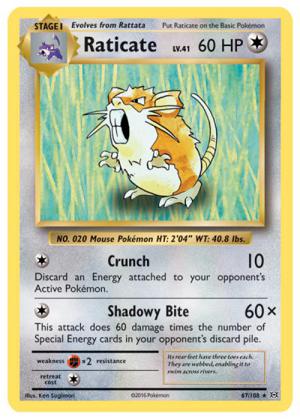 STAGE 1
Evolves from Rattata
Put Raticate on the Basic Pokémon
Raticate LV.41 60 HP
NO. 020 Mouse Pokémon HT: 2'04" WT: 40.8 lbs.
Crunch 10
Discard an Energy attached to your opponent's
Active Pokémon.
Shadowy Bite 60×
This attack does 60 damage times the number of
Special Energy cards in your opponent's discard pile.
weakness ×2 resistance
retreat
cost
Its rear feet have three toes each.
They are webbed, enabling it to
swim across rivers.
Illus. Ken Sugimori
©2016 Pokémon
67/108 ★